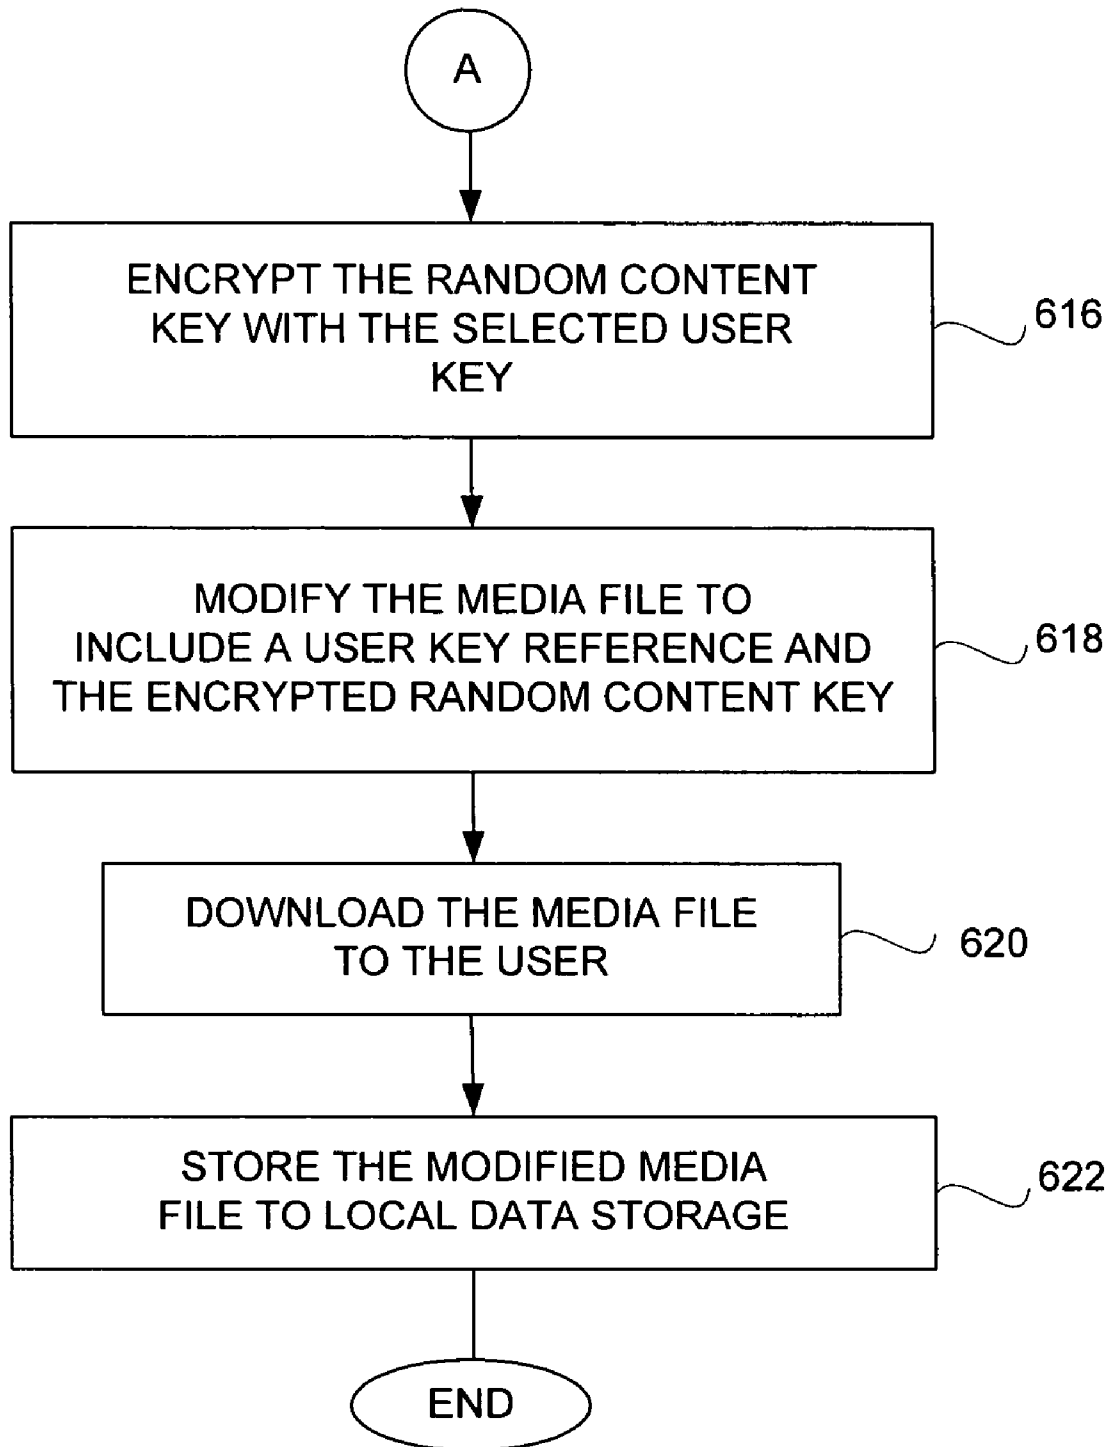 A
ENCRYPT THE RANDOM CONTENT
KEY WITH THE SELECTED USER
KEY
616
MODIFY THE MEDIA FILE TO
INCLUDE A USER KEY REFERENCE AND
THE ENCRYPTED RANDOM CONTENT KEY
618
DOWNLOAD THE MEDIA FILE
TO THE USER
620
STORE THE MODIFIED MEDIA
FILE TO LOCAL DATA STORAGE
622
END